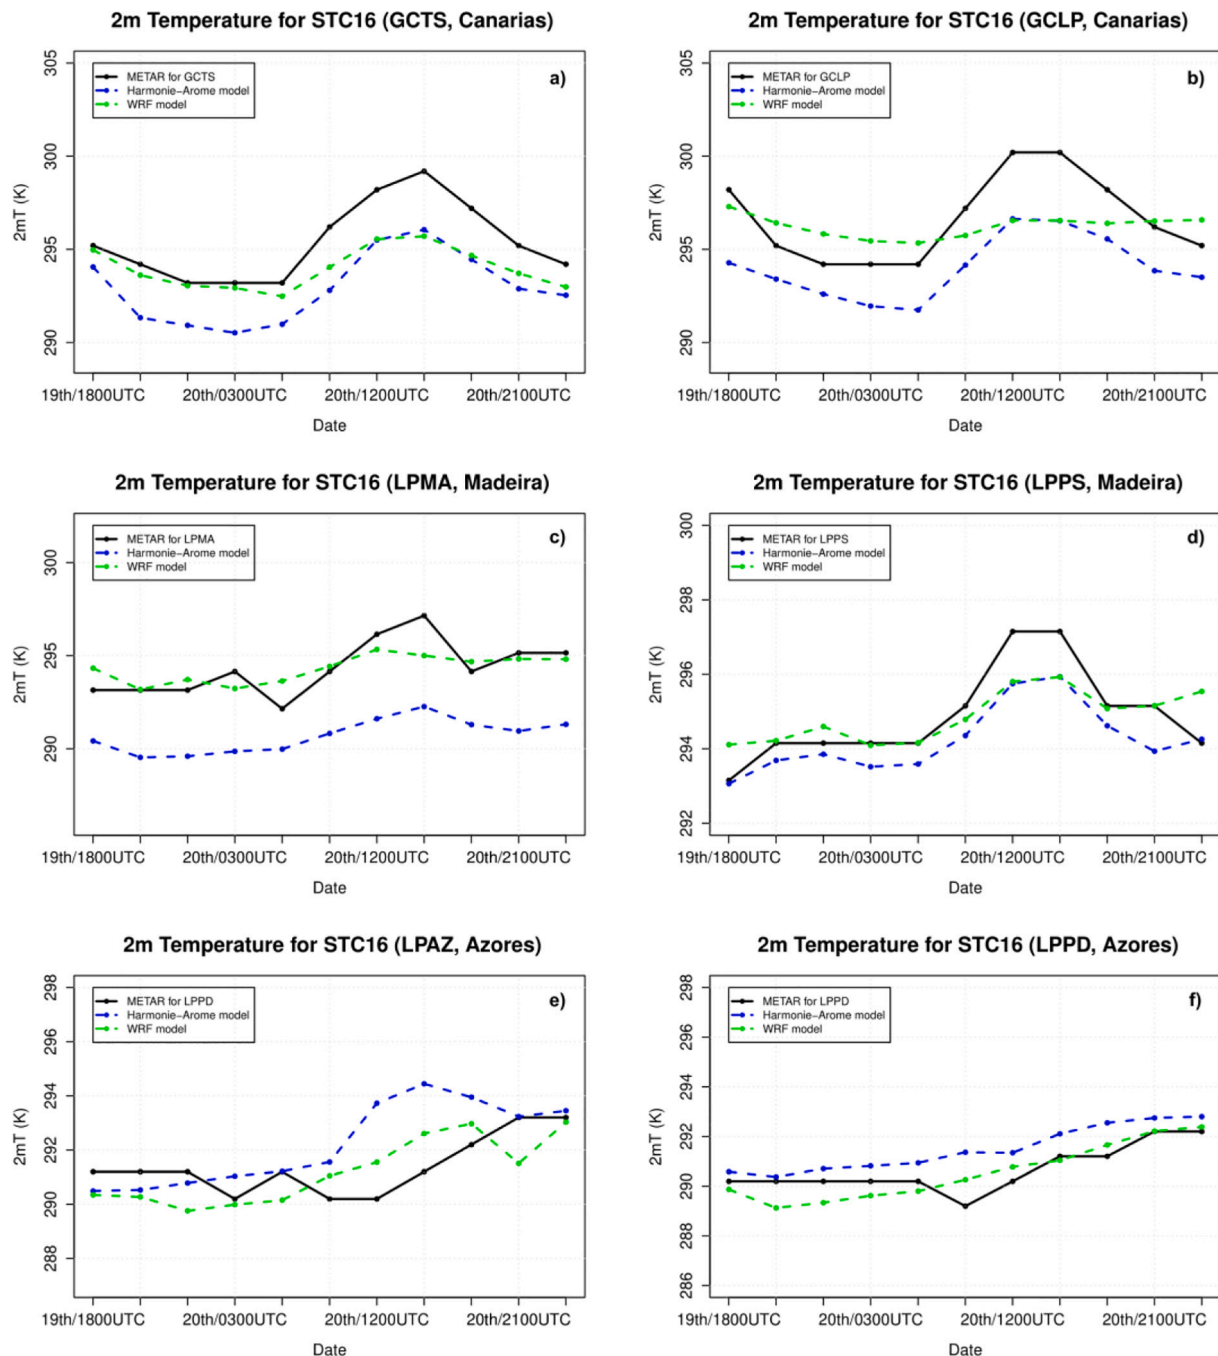 2m Temperature for STC16 (GCTS, Canarias)
a)
METAR for GCTS
Harmonie−Arome model
WRF model
305
300
295
290
2mT (K)
19th/1800UTC
20th/0300UTC
20th/1200UTC
20th/2100UTC
Date
2m Temperature for STC16 (GCLP, Canarias)
b)
METAR for GCLP
Harmonie−Arome model
WRF model
305
300
295
290
2mT (K)
19th/1800UTC
20th/0300UTC
20th/1200UTC
20th/2100UTC
Date
2m Temperature for STC16 (LPMA, Madeira)
c)
METAR for LPMA
Harmonie−Arome model
WRF model
300
295
290
2mT (K)
19th/1800UTC
20th/0300UTC
20th/1200UTC
20th/2100UTC
Date
2m Temperature for STC16 (LPPS, Madeira)
d)
METAR for LPPS
Harmonie−Arome model
WRF model
300
298
296
294
292
2mT (K)
19th/1800UTC
20th/0300UTC
20th/1200UTC
20th/2100UTC
Date
2m Temperature for STC16 (LPAZ, Azores)
e)
METAR for LPPD
Harmonie−Arome model
WRF model
298
296
294
292
290
288
2mT (K)
19th/1800UTC
20th/0300UTC
20th/1200UTC
20th/2100UTC
Date
2m Temperature for STC16 (LPPD, Azores)
f)
METAR for LPPD
Harmonie−Arome model
WRF model
298
296
294
292
290
288
286
2mT (K)
19th/1800UTC
20th/0300UTC
20th/1200UTC
20th/2100UTC
Date